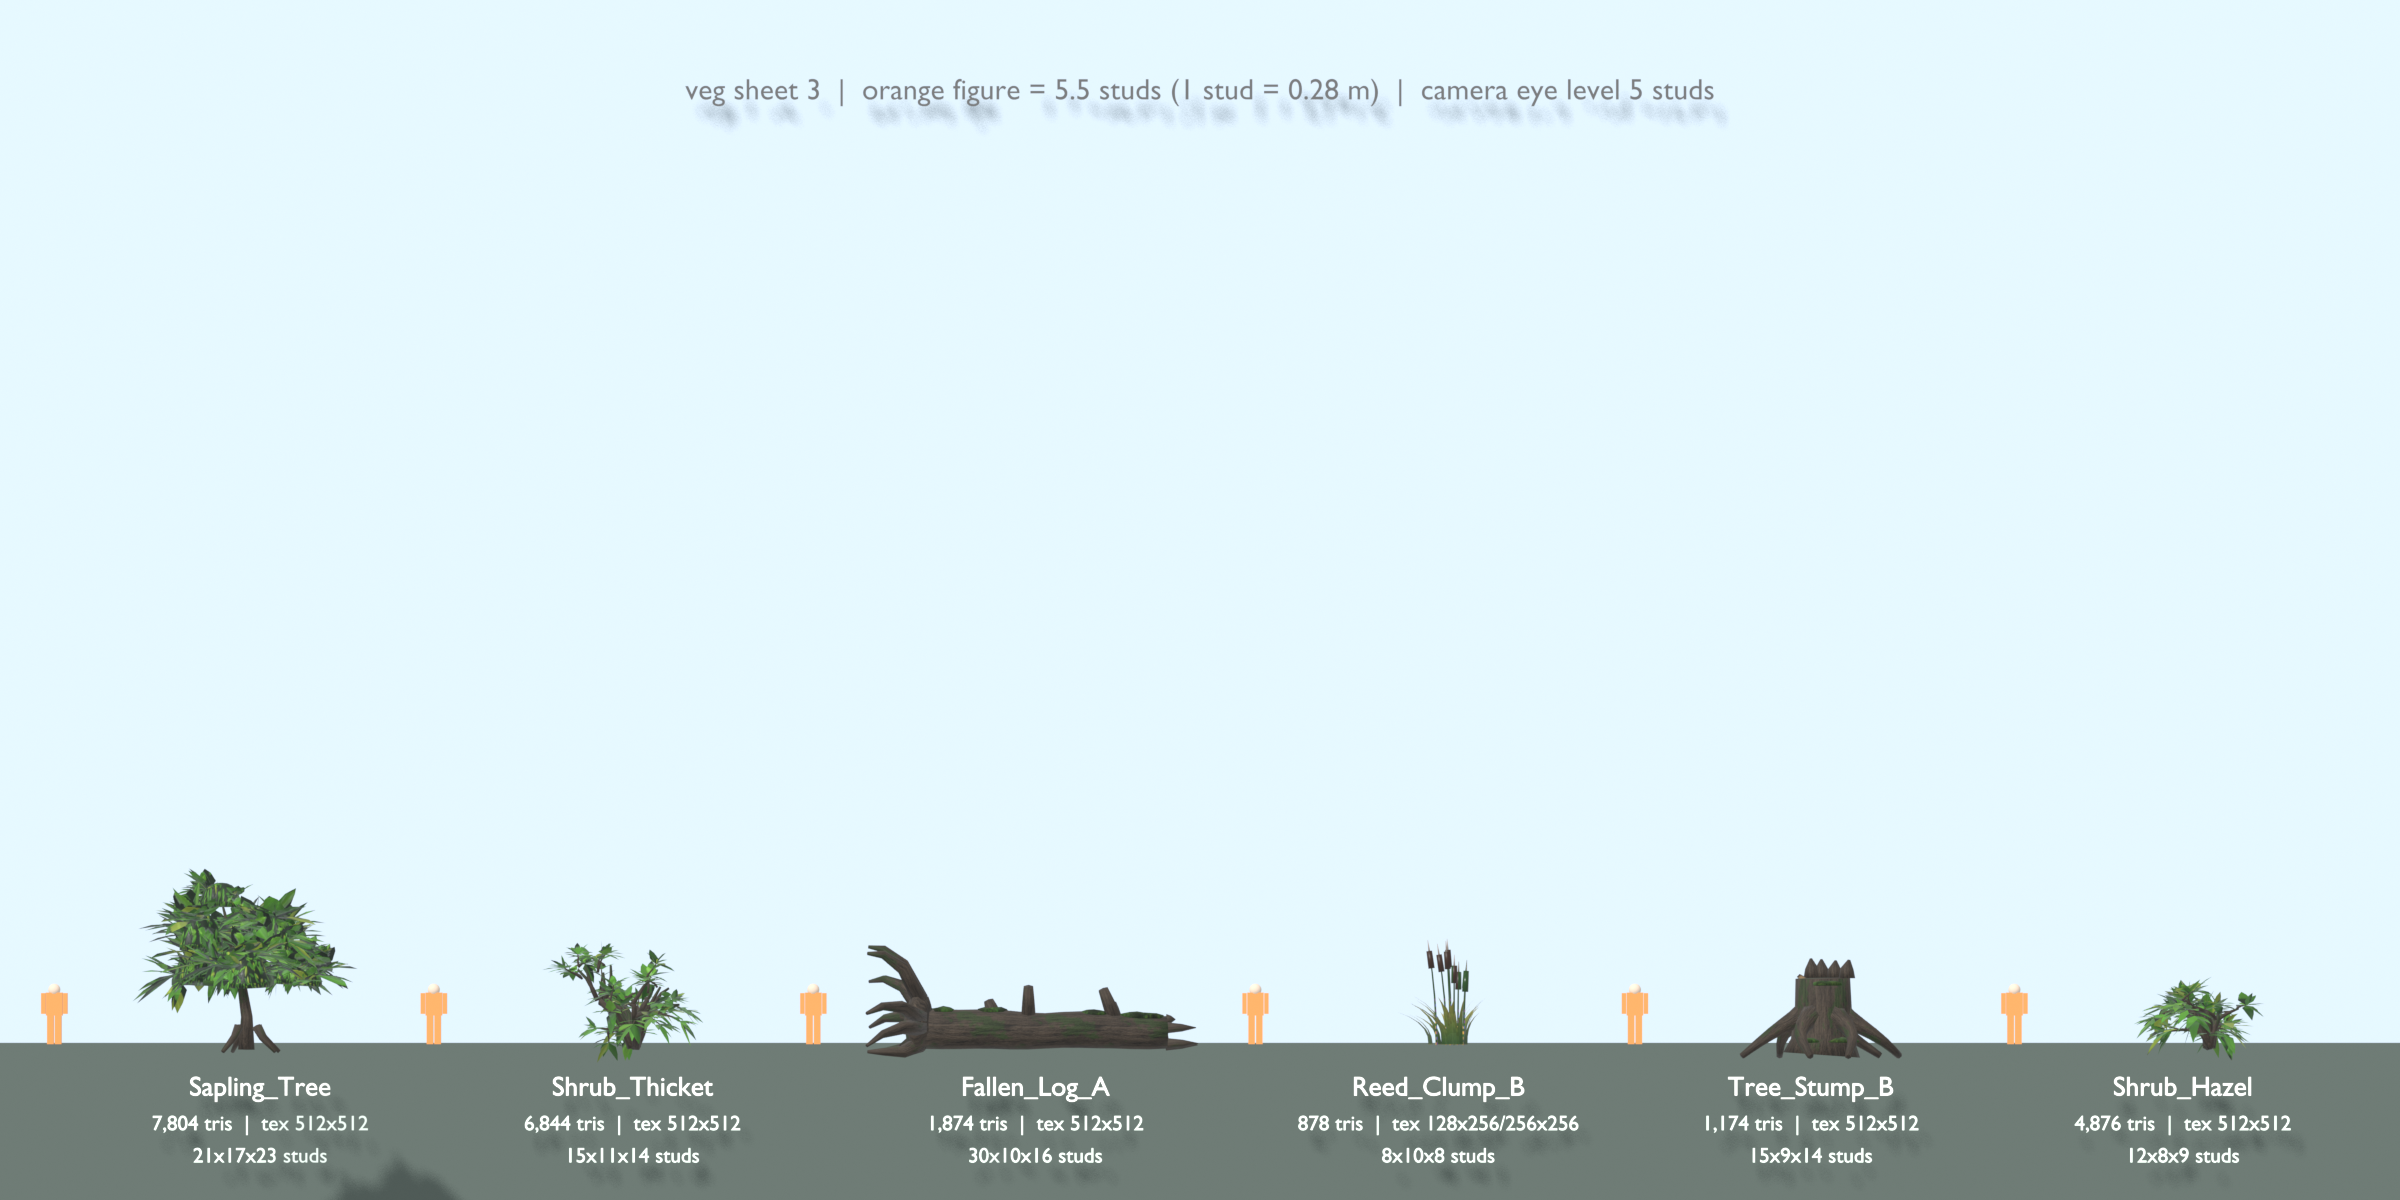 veg sheet 3 | orange figure = 5.5 studs (1 stud = 0.28 m) | camera eye level 5 studs
Sapling_Tree
7,804 tris | tex 512x512
21x17x23 studs
Shrub_Thicket
6,844 tris | tex 512x512
15x11x14 studs
Fallen_Log_A
1,874 tris | tex 512x512
30x10x16 studs
Reed_Clump_B
878 tris | tex 128x256/256x256
8x10x8 studs
Tree_Stump_B
1,174 tris | tex 512x512
15x9x14 studs
Shrub_Hazel
4,876 tris | tex 512x512
12x8x9 studs